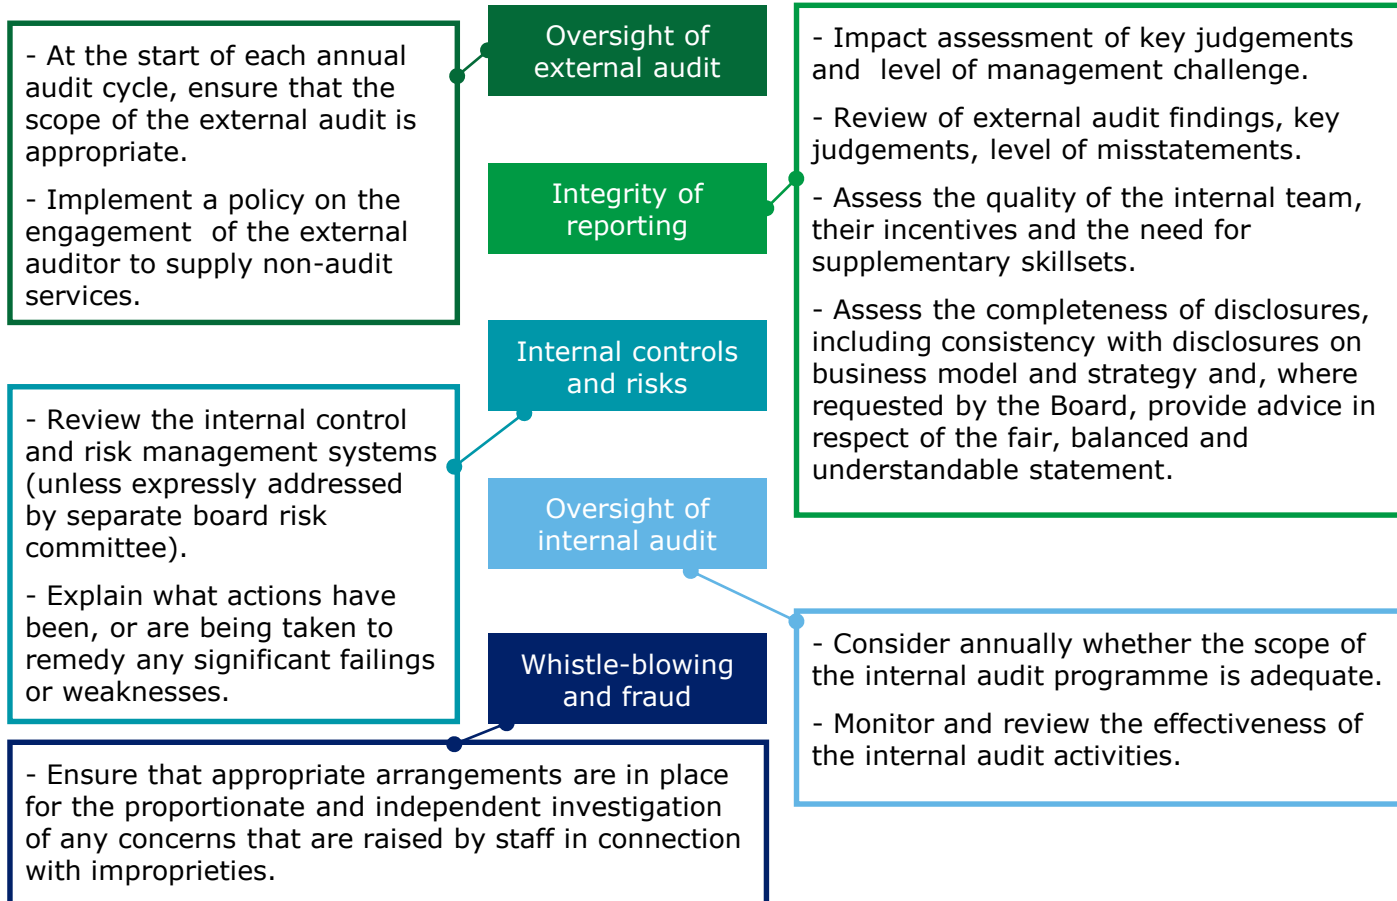 Oversight of
external audit
- At the start of each annual
audit cycle, ensure that the
scope of the external audit is
appropriate.
- Implement a policy on the
engagement  of the external
auditor to supply non-audit
services.
Integrity of
reporting
- Impact assessment of key judgements
and  level of management challenge.
- Review of external audit findings, key
judgements, level of misstatements.
- Assess the quality of the internal team,
their incentives and the need for
supplementary skillsets.
- Assess the completeness of disclosures,
including consistency with disclosures on
business model and strategy and, where
requested by the Board, provide advice in
respect of the fair, balanced and
understandable statement.
Internal controls
and risks
- Review the internal control
and risk management systems
(unless expressly addressed
by separate board risk
committee).
- Explain what actions have
been, or are being taken to
remedy any significant failings
or weaknesses.
Oversight of
internal audit
- Consider annually whether the scope of
the internal audit programme is adequate.
- Monitor and review the effectiveness of
the internal audit activities.
Whistle-blowing
and fraud
- Ensure that appropriate arrangements are in place
for the proportionate and independent investigation
of any concerns that are raised by staff in connection
with improprieties.